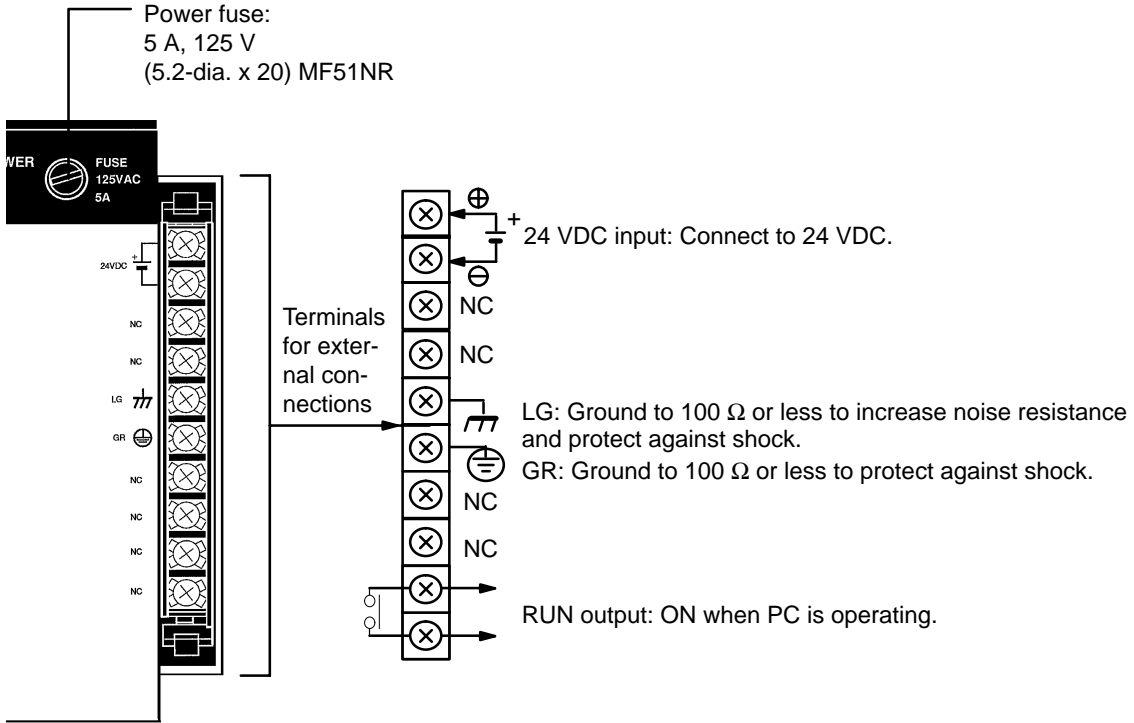 Power fuse:
5 A, 125 V
(5.2-dia. x 20) MF51NR
WER
FUSE
125VAC
5A
24VDC
+
NC
NC
LG
GR
NC
NC
NC
NC
Terminals
for exter-
nal con-
nections
⊕
+
24 VDC input: Connect to 24 VDC.
⊖
NC
NC
LG: Ground to 100 Ω or less to increase noise resistance
and protect against shock.
GR: Ground to 100 Ω or less to protect against shock.
NC
NC
RUN output: ON when PC is operating.